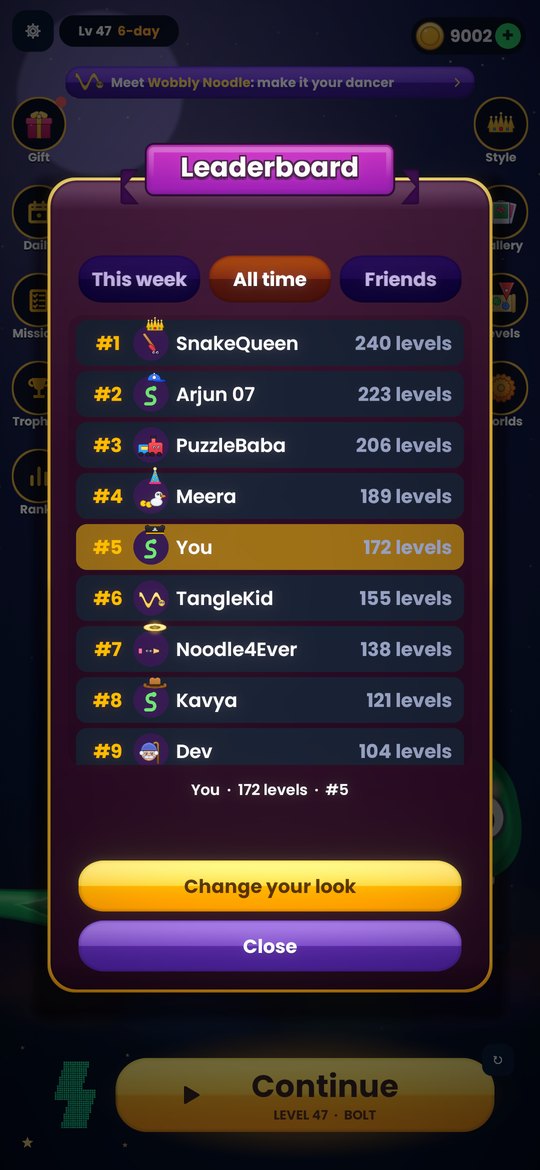 Lv 47 6-day
9002 +
Meet Wobbly Noodle: make it your dancer
Gift
Style
Leaderboard
This week
All time
Friends
#1 SnakeQueen 240 levels
#2 Arjun 07 223 levels
#3 PuzzleBaba 206 levels
#4 Meera 189 levels
#5 You 172 levels
#6 TangleKid 155 levels
#7 Noodle4Ever 138 levels
#8 Kavya 121 levels
#9 Dev 104 levels
You · 172 levels · #5
Change your look
Close
Continue
LEVEL 47 · BOLT